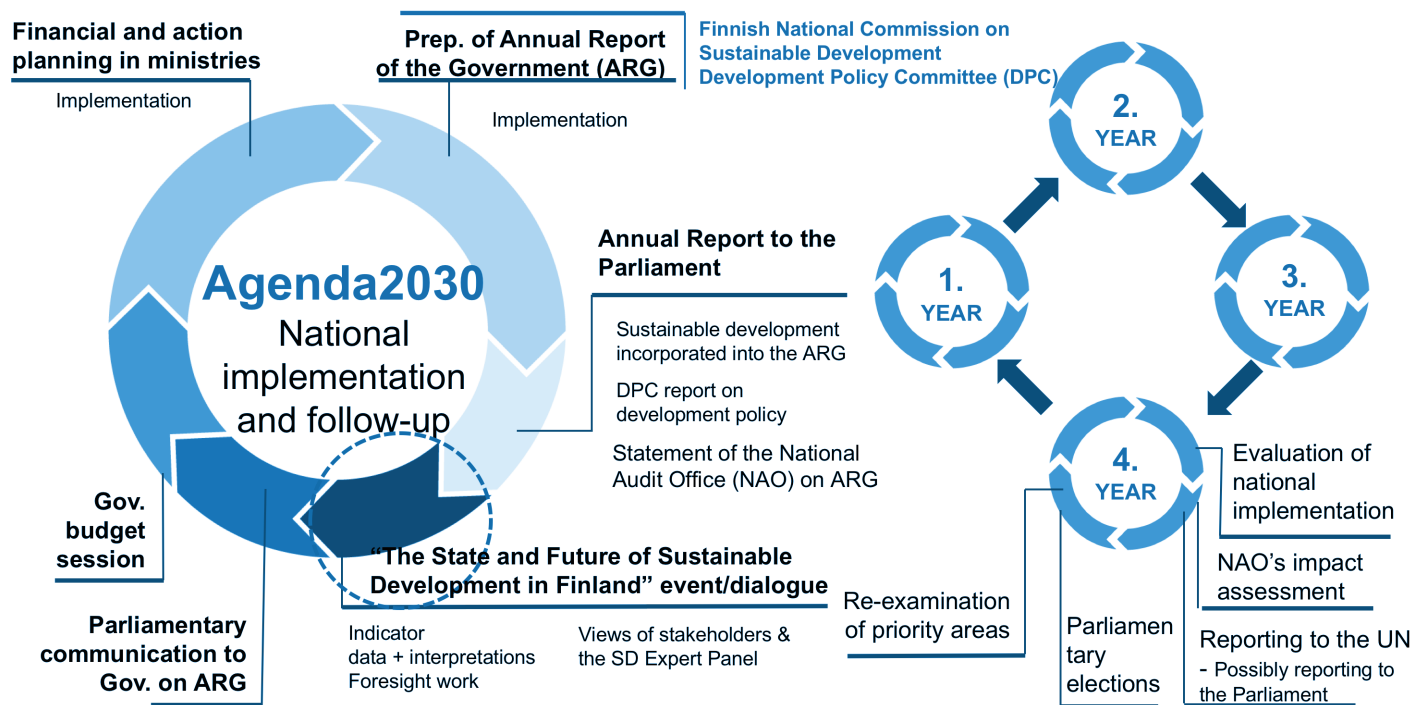 Financial and action
planning in ministries
Implementation
Prep. of Annual Report
of the Government (ARG)
Implementation
Finnish National Commission on
Sustainable Development
Development Policy Committee (DPC)
Agenda2030
National
implementation
and follow-up
Annual Report to the
Parliament
Sustainable development
incorporated into the ARG
DPC report on
development policy
Statement of the National
Audit Office (NAO) on ARG
Gov.
budget
session
Parliamentary
communication to
Gov. on ARG
“The State and Future of Sustainable
Development in Finland” event/dialogue
Indicator
data + interpretations
Foresight work
Views of stakeholders &
the SD Expert Panel
1.
YEAR
2.
YEAR
3.
YEAR
4.
YEAR
Evaluation of
national
implementation
NAO’s impact
assessment
Reporting to the UN
- Possibly reporting to
the Parliament
Parliamen
tary
elections
Re-examination
of priority areas